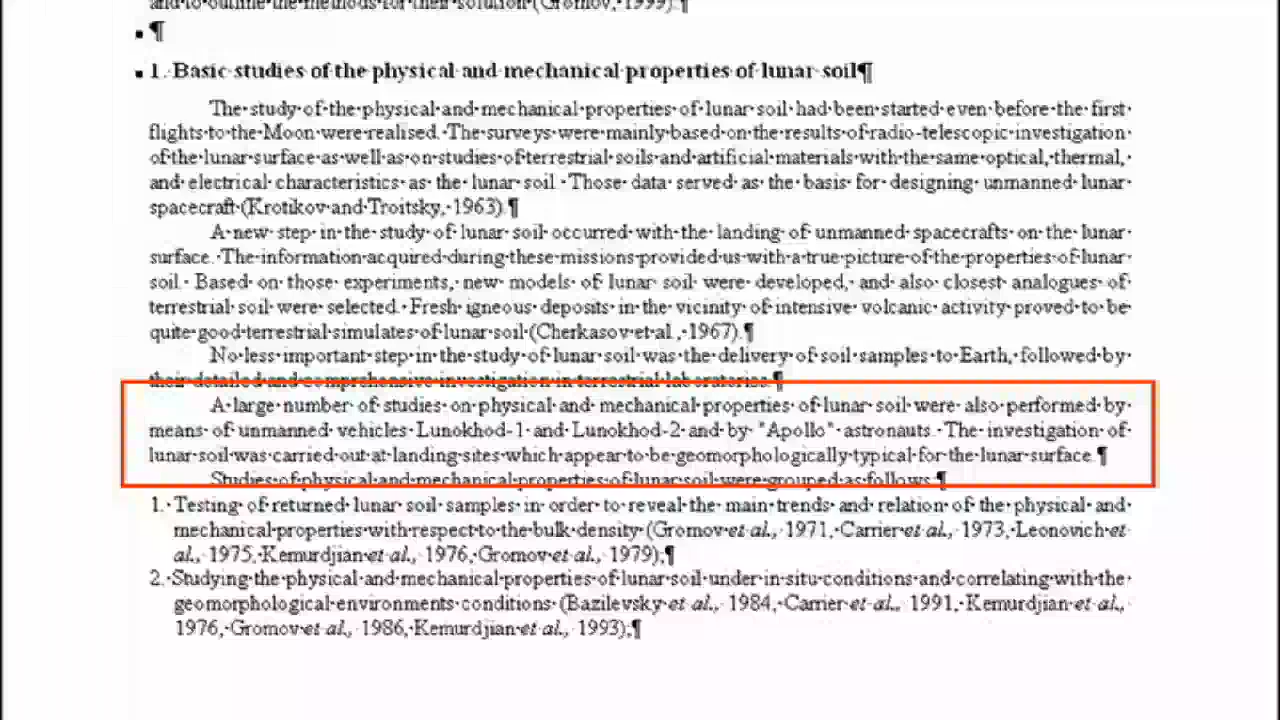 and to outline the methods for their solution (Gromov, 1999).¶
¶
1. Basic studies of the physical and mechanical properties of lunar soil¶
The study of the physical and mechanical properties of lunar soil had been started even before the first
flights to the Moon were realised. The surveys were mainly based on the results of radio-telescopic investigation
of the lunar surface as well as on studies of terrestrial soils and artificial materials with the same optical, thermal,
and electrical characteristics as the lunar soil. Those data served as the basis for designing unmanned lunar
spacecraft (Krotikov and Troitsky, 1963).¶
A new step in the study of lunar soil occurred with the landing of unmanned spacecrafts on the lunar
surface. The information acquired during these missions provided us with a true picture of the properties of lunar
soil. Based on those experiments, new models of lunar soil were developed, and also closest analogues of
terrestrial soil were selected. Fresh igneous deposits in the vicinity of intensive volcanic activity proved to be
quite good terrestrial simulates of lunar soil (Cherkasov et al., 1967).¶
No less important step in the study of lunar soil was the delivery of soil samples to Earth, followed by
their detailed and comprehensive investigation in terrestrial laboratories.¶
A large number of studies on physical and mechanical properties of lunar soil were also performed by
means of unmanned vehicles Lunokhod-1 and Lunokhod-2 and by "Apollo" astronauts. The investigation of
lunar soil was carried out at landing sites which appear to be geomorphologically typical for the lunar surface.¶
Studies of physical and mechanical properties of lunar soil were grouped as follows.¶
1. Testing of returned lunar soil samples in order to reveal the main trends and relation of the physical and
mechanical properties with respect to the bulk density (Gromov et al., 1971, Carrier et al., 1973, Leonovich et
al., 1975, Kemurdjian et al., 1976, Gromov et al., 1979);¶
2. Studying the physical and mechanical properties of lunar soil under in situ conditions and correlating with the
geomorphological environments conditions (Bazilevsky et al., 1984, Carrier et al., 1991, Kemurdjian et al.,
1976, Gromov et al., 1986, Kemurdjian et al., 1993);¶